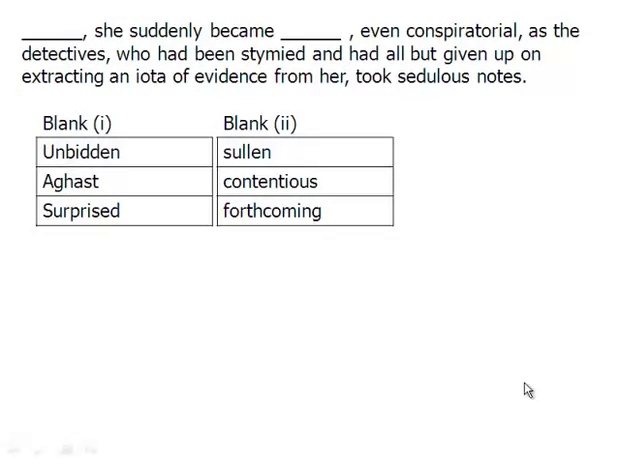 ______, she suddenly became ______ , even conspiratorial, as the
detectives, who had been stymied and had all but given up on
extracting an iota of evidence from her, took sedulous notes.
Blank (i) Blank (ii)
Unbidden sullen
Aghast contentious
Surprised forthcoming